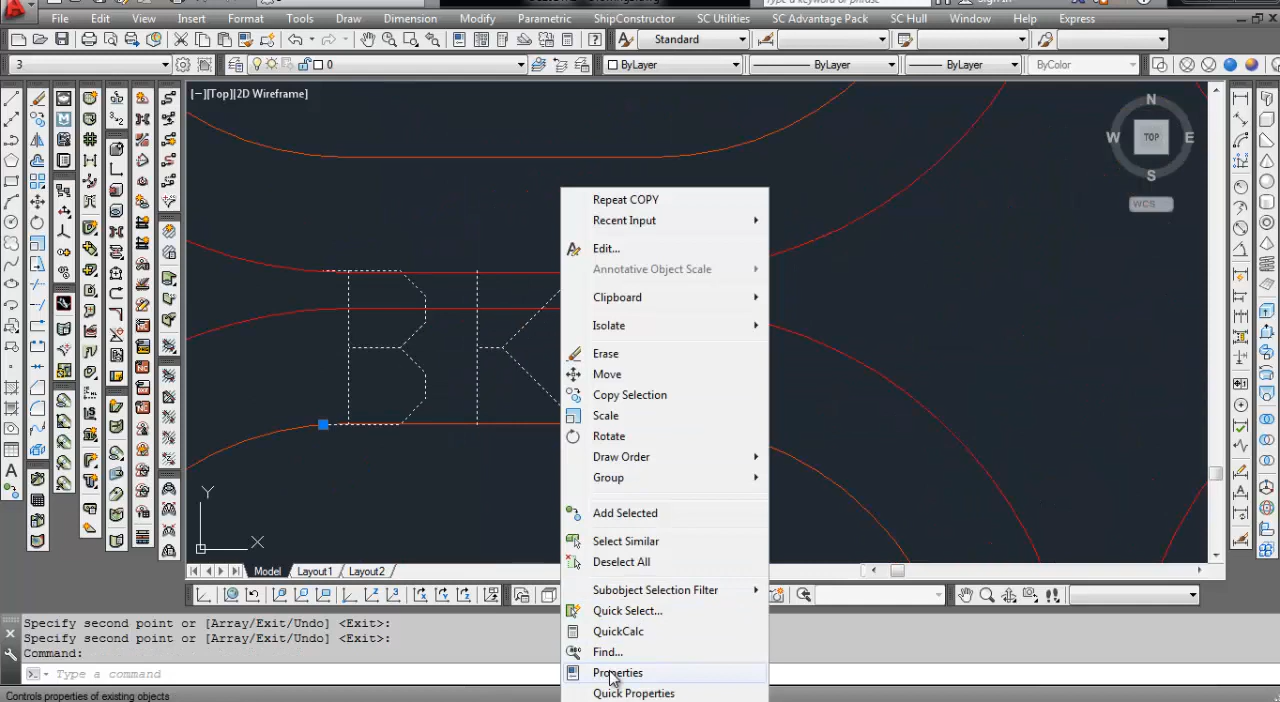 File Edit View Insert Format Tools Draw Dimension Modify Parametric ShipConstructor SC Utilities SC Advantage Pack SC Hull Window Help Express
Standard
3 0 ByLayer ByLayer ByLayer ByColor
[−][Top][2D Wireframe]
N
W TOP E
S
WCS
BK
Repeat COPY
Recent Input
Edit...
Annotative Object Scale
Clipboard
Isolate
Erase
Move
Copy Selection
Scale
Rotate
Draw Order
Group
Add Selected
Select Similar
Deselect All
Subobject Selection Filter
Quick Select...
QuickCalc
Find...
Properties
Quick Properties
Y
X
Model Layout1 Layout2
Specify second point or [Array/Exit/Undo] <Exit>:
Specify second point or [Array/Exit/Undo] <Exit>:
Command:
Type a command
Controls properties of existing objects